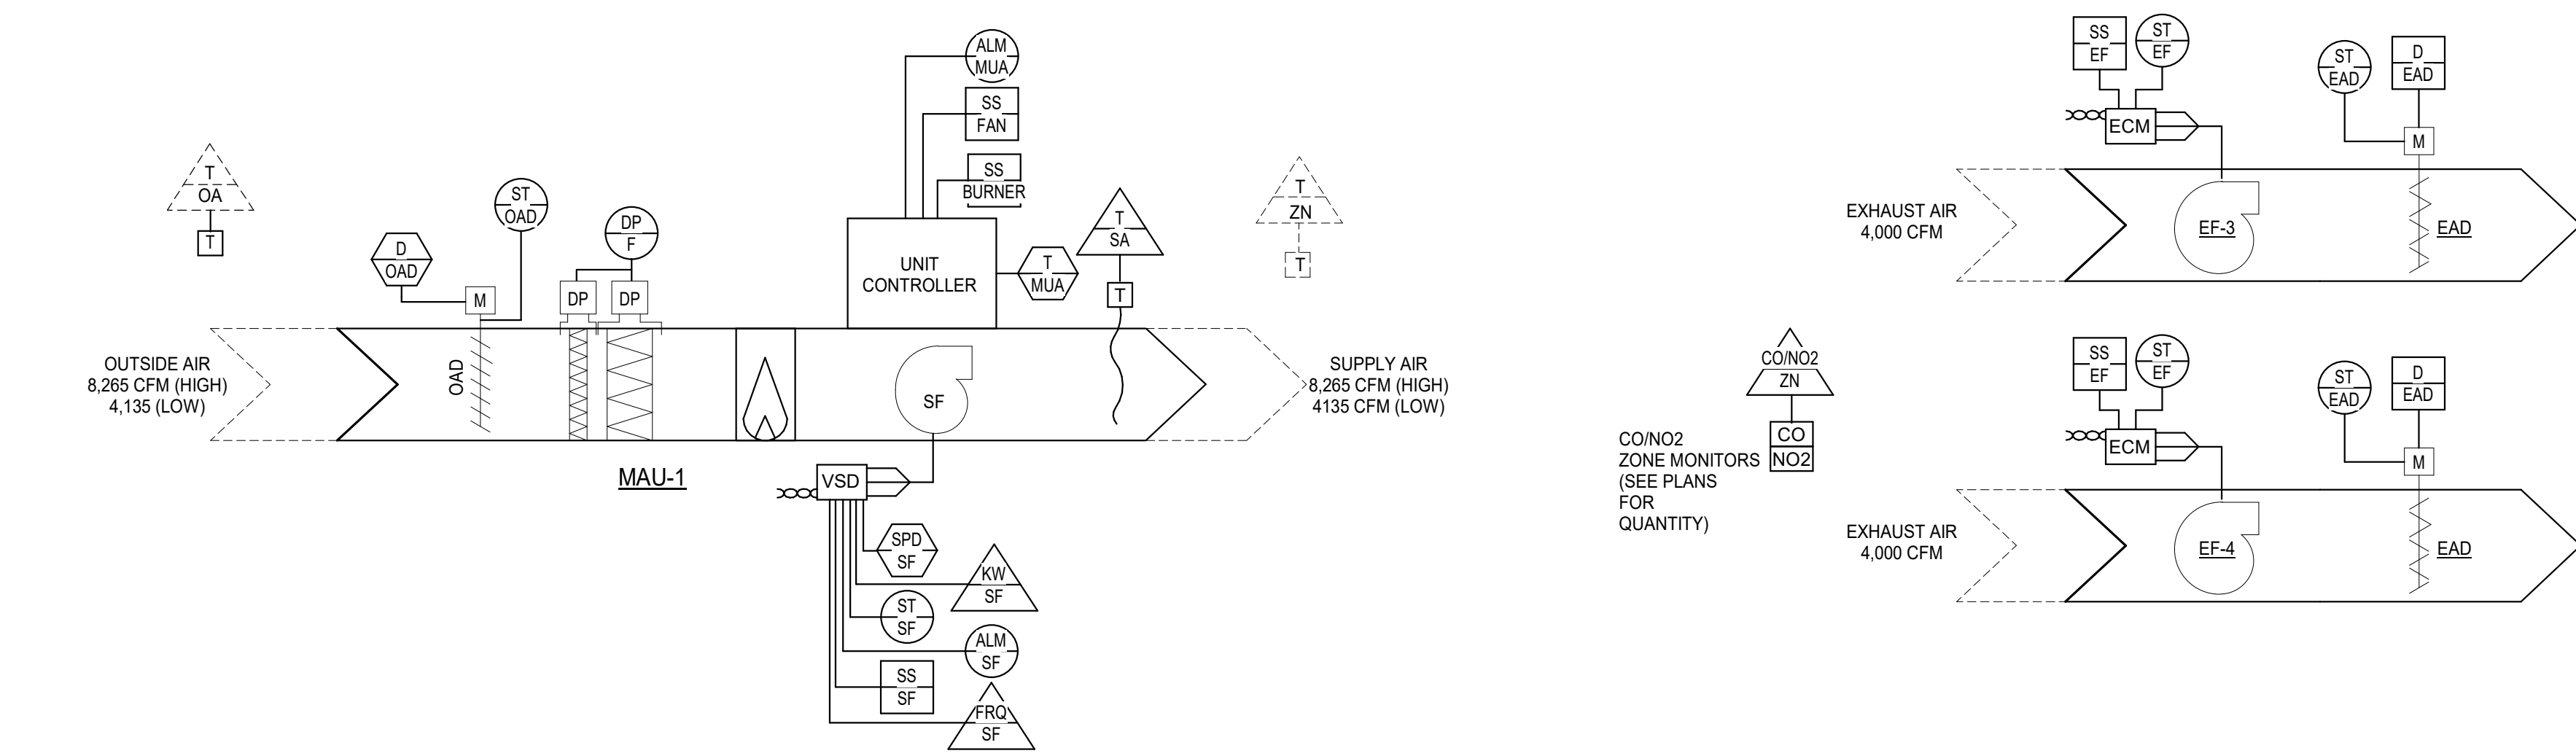 T
OA
T
D
OAD
M
ST
OAD
DP
F
DP
DP
ALM
MUA
SS
FAN
SS
BURNER
UNIT
CONTROLLER
T
MUA
T
SA
T
T
ZN
T
OUTSIDE AIR
8,265 CFM (HIGH)
4,135 (LOW)
OAD
SF
SUPPLY AIR
8,265 CFM (HIGH)
4135 CFM (LOW)
MAU-1
VSD
SPD
SF
KW
SF
ST
SF
ALM
SF
SS
SF
FRQ
SF
CO/NO2
ZN
CO
NO2
CO/NO2
ZONE MONITORS
(SEE PLANS
FOR
QUANTITY)
SS
EF
ST
EF
ECM
ST
EAD
D
EAD
M
EXHAUST AIR
4,000 CFM
EF-3
EAD
SS
EF
ST
EF
ECM
ST
EAD
D
EAD
M
EXHAUST AIR
4,000 CFM
EF-4
EAD